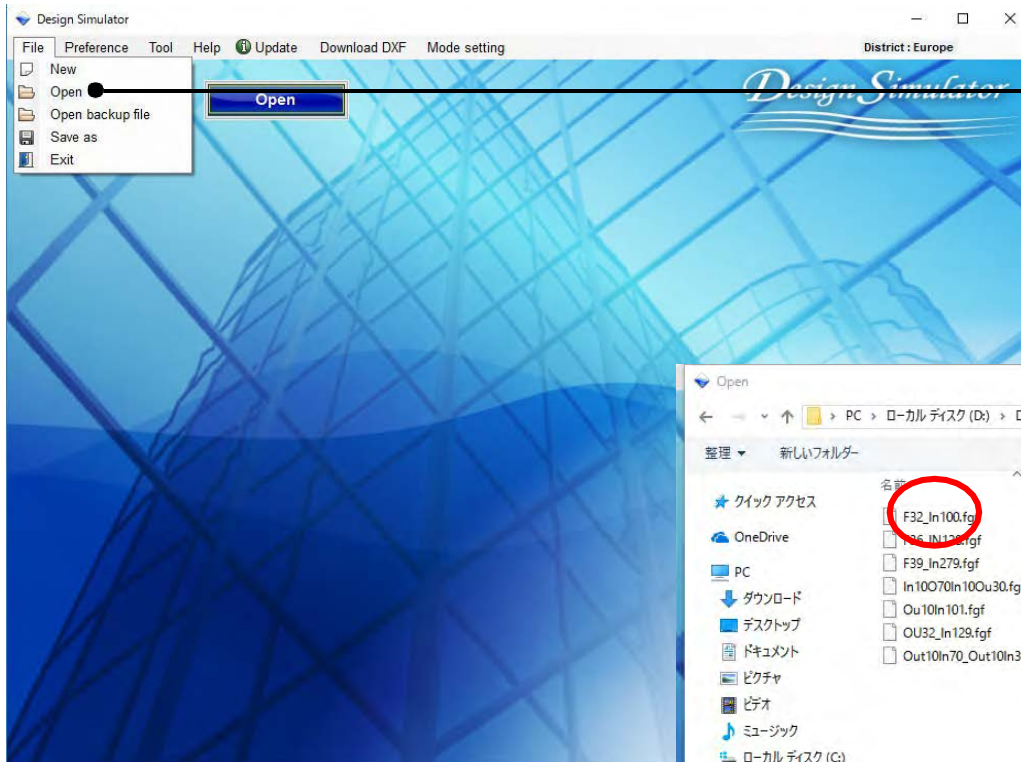 Design Simulator
File Preference Tool Help Update Download DXF Mode setting District : Europe
New
Open
Open backup file
Save as
Exit
Open
Design Simulator
Open
PC > ローカル ディスク (D:) >
整理 新しいフォルダー
名前
クイック アクセス
OneDrive
PC
ダウンロード
デスクトップ
ドキュメント
ピクチャ
ビデオ
ミュージック
ローカル ディスク (C:)
F32_In100.fgf
F39_In279.fgf
In10O70In10Ou30.fg
Ou10In101.fgf
OU32_In129.fgf
Out10In70_Out10In3